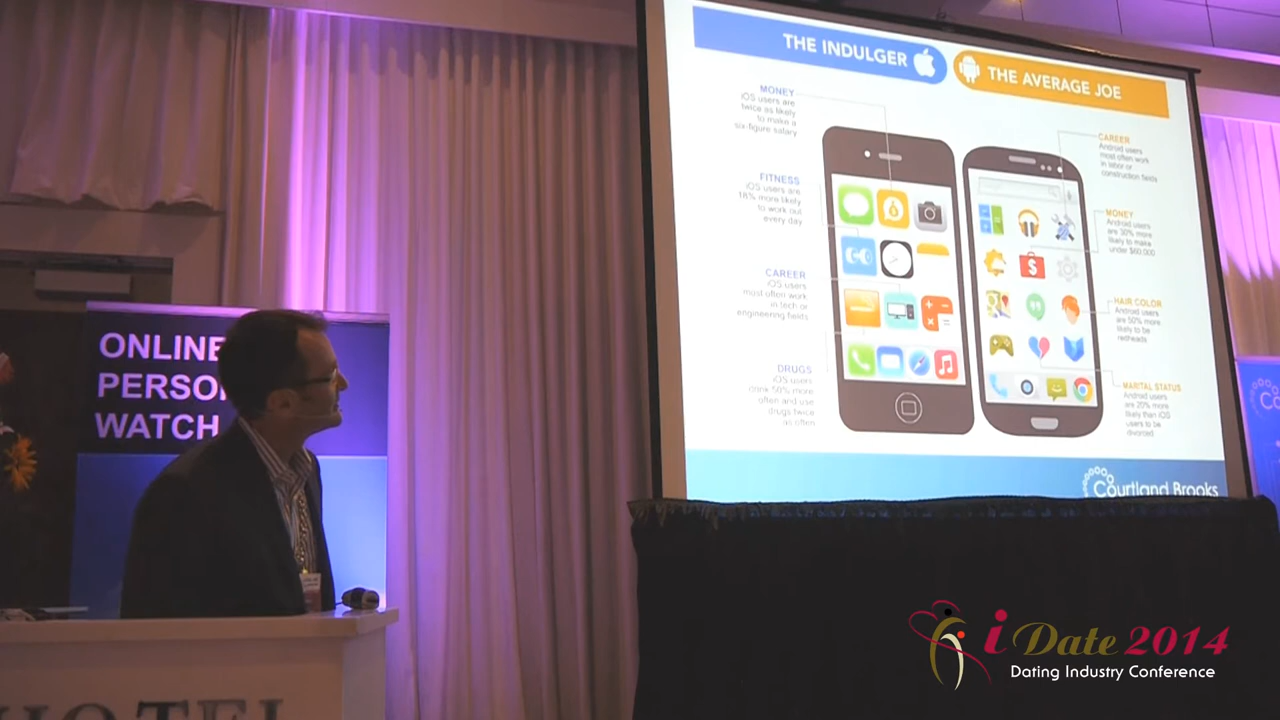 THE INDULGER
THE AVERAGE JOE
MONEY
iOS users are
twice as likely
to make a
six-figure salary
FITNESS
iOS users are
18% more likely
to work out
every day
CAREER
iOS users
most often work
in tech or
engineering fields
DRUGS
iOS users
drink 50% more
often and use
drugs twice
as often
CAREER
Android users
most often work
in labor or
construction fields
MONEY
Android users
are 30% more
likely to make
under $60,000
HAIR COLOR
Android users
are 50% more
likely to be
redheads
MARITAL STATUS
Android users
are 20% more
likely than iOS
users to be
divorced
Courtland Brooks
ONLINE
PERSO
WATCH
HOTEL
iDate 2014
Dating Industry Conference